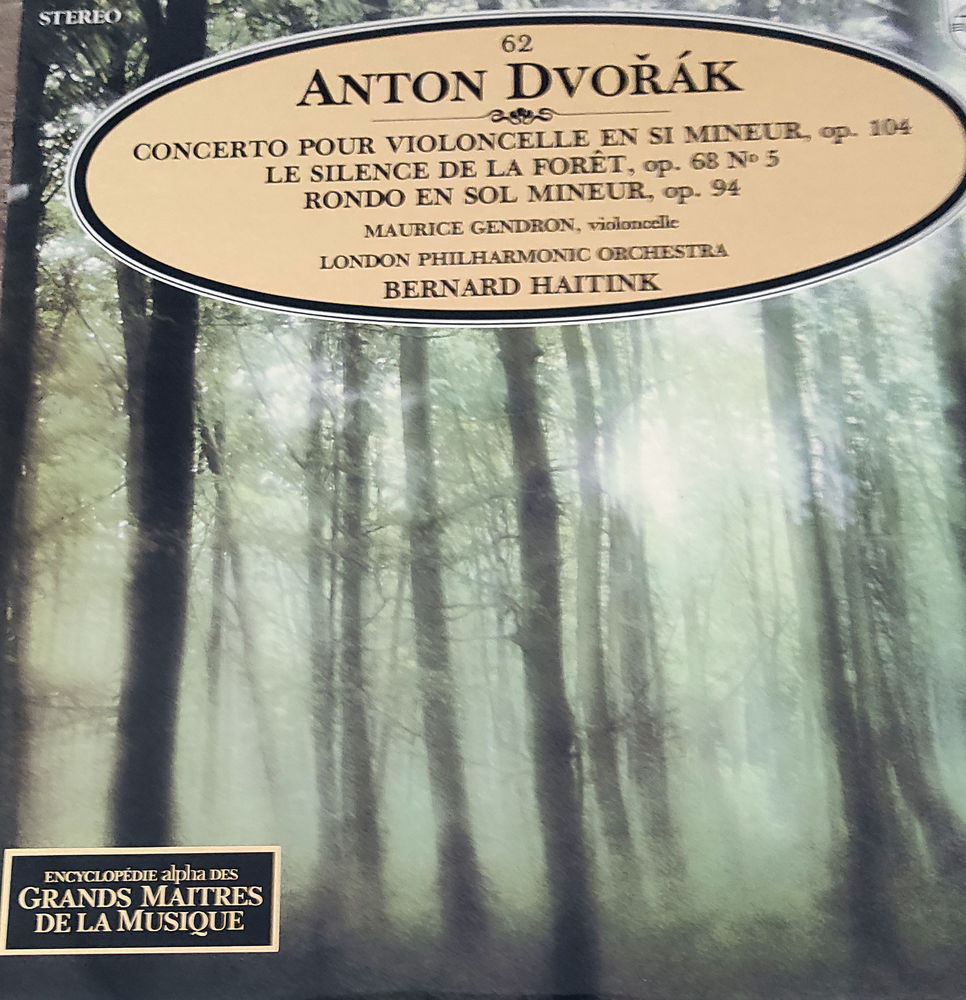 STEREO
62
ANTON DVOŘÁK
CONCERTO POUR VIOLONCELLE EN SI MINEUR, op. 104
LE SILENCE DE LA FORÊT, op. 68 No 5
RONDO EN SOL MINEUR, op. 94
MAURICE GENDRON, violoncelle
LONDON PHILHARMONIC ORCHESTRA
BERNARD HAITINK
ENCYCLOPÉDIE alpha DES
GRANDS MAITRES
DE LA MUSIQUE